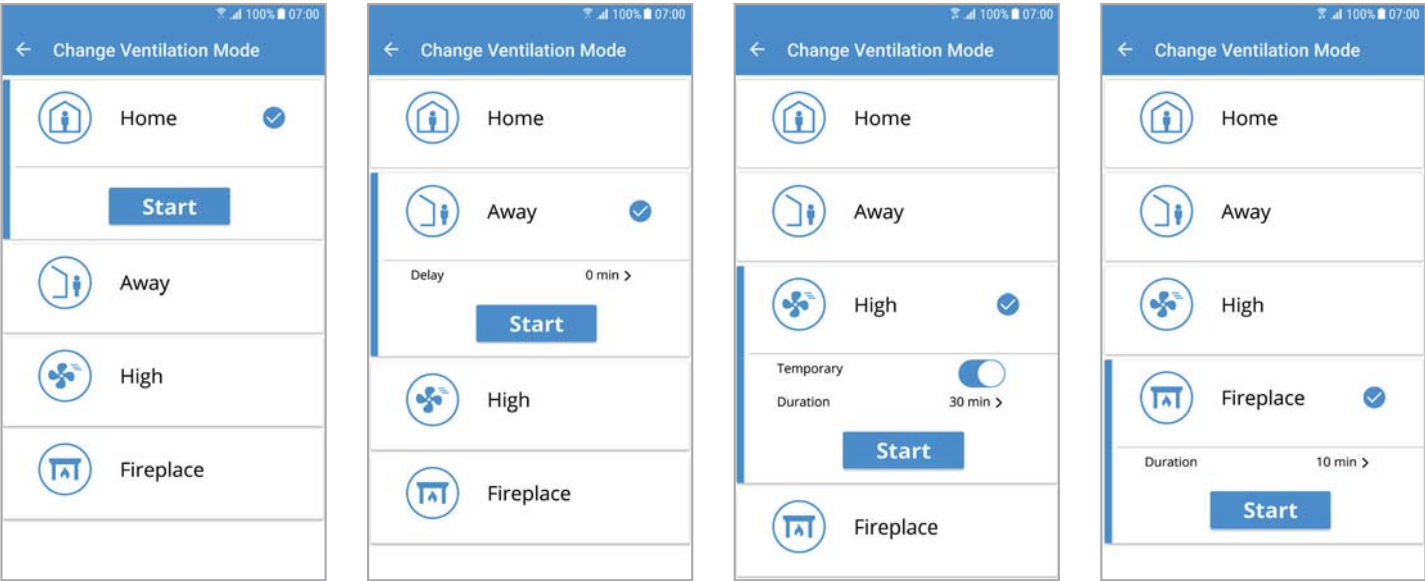 100% 07:00
Change Ventilation Mode
Home
Start
Away
High
Fireplace
100% 07:00
Change Ventilation Mode
Home
Away
Delay 0 min
Start
High
Fireplace
100% 07:00
Change Ventilation Mode
Home
Away
High
Temporary
Duration 30 min
Start
Fireplace
100% 07:00
Change Ventilation Mode
Home
Away
High
Fireplace
Duration 10 min
Start